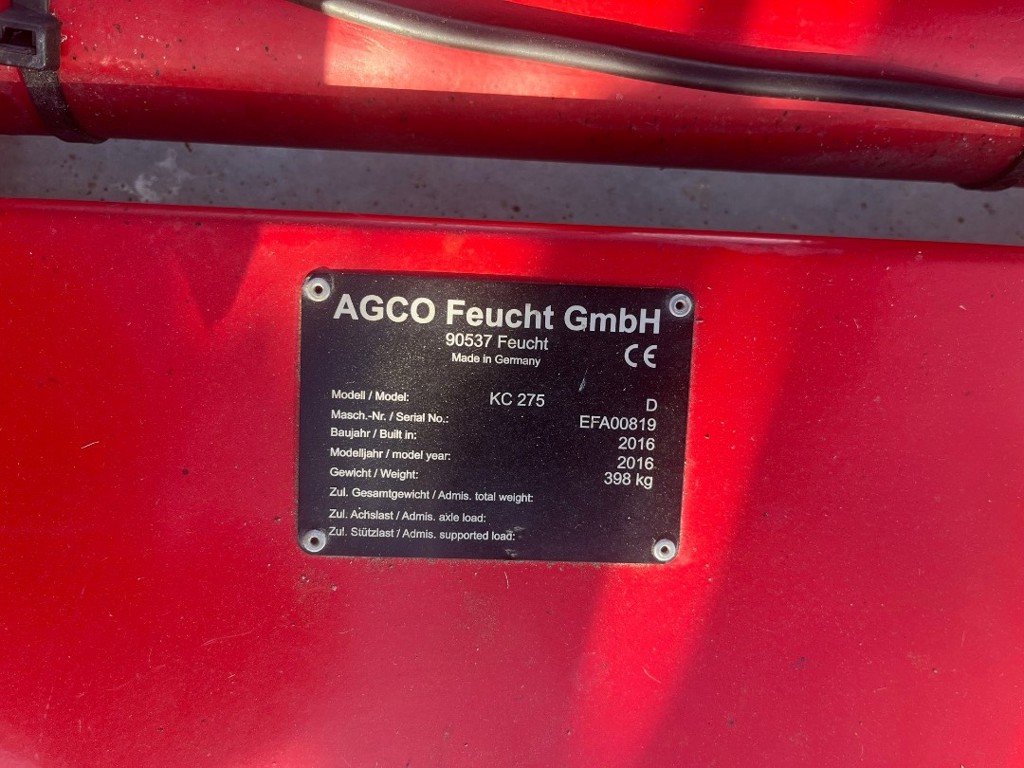 AGCO Feucht GmbH
90537 Feucht
Made in Germany
CE
Modell / Model: KC 275 D
Masch.-Nr. / Serial No.: EFA00819
Baujahr / Built in: 2016
Modelljahr / model year: 2016
Gewicht / Weight: 398 kg
Zul. Gesamtgewicht / Admis. total weight:
Zul. Achslast / Admis. axle load:
Zul. Stützlast / Admis. supported load: